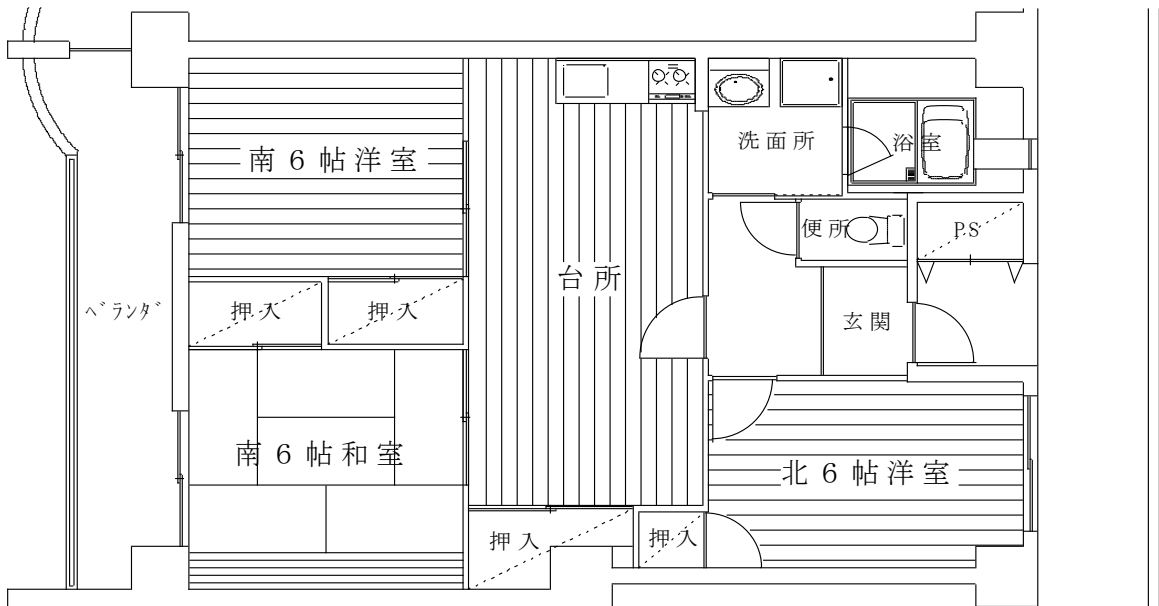 洗面所
浴室
南６帖洋室
便所
PS
台所
ﾍﾞﾗﾝﾀﾞ
押入
押入
玄関
南６帖和室
北６帖洋室
押入
押入